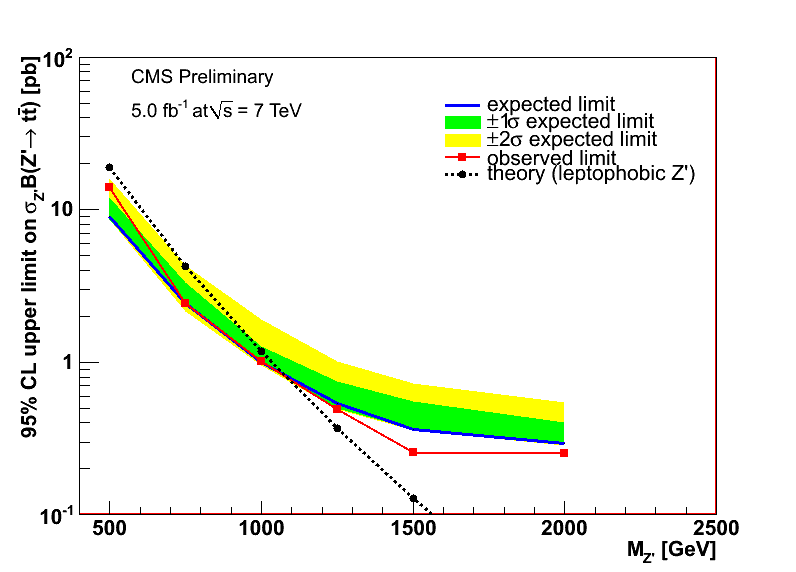 CMS Preliminary
5.0 fb⁻¹ at √s = 7 TeV
expected limit
±1σ expected limit
±2σ expected limit
observed limit
theory (leptophobic Z')
95% CL upper limit on σ_Z' B(Z' → tt̄) [pb]
10²
10
1
10⁻¹
500 1000 1500 2000 2500
M_Z' [GeV]